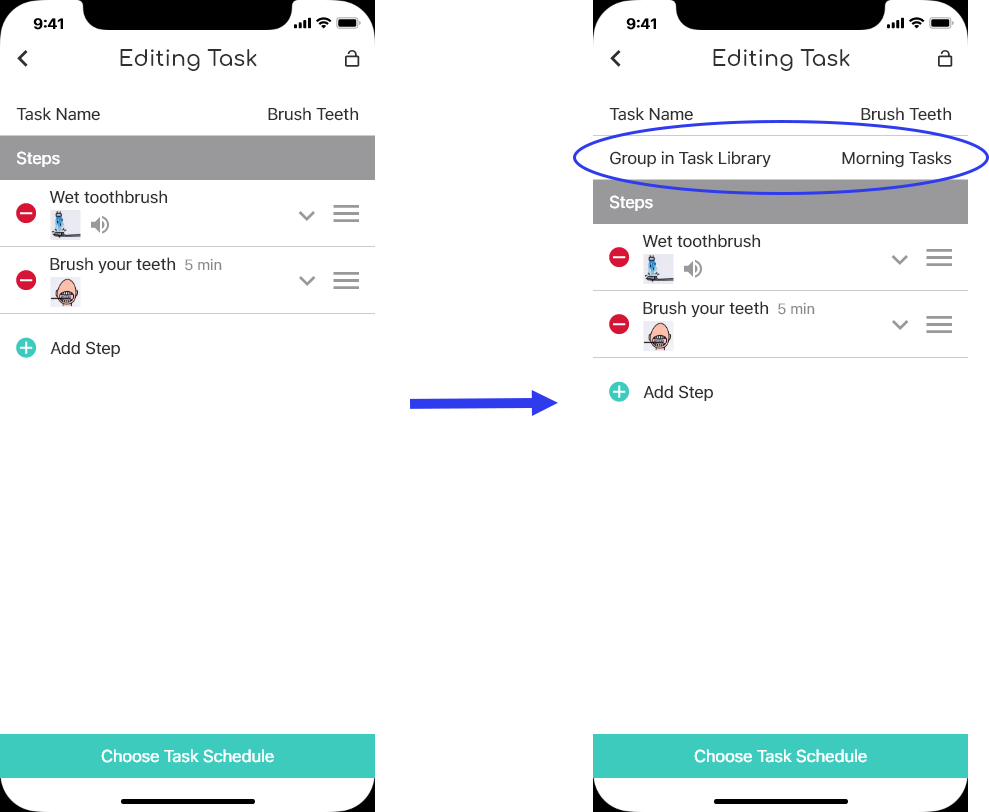 9:41
Editing Task
Task Name Brush Teeth
Steps
Wet toothbrush
Brush your teeth 5 min
Add Step
Choose Task Schedule
9:41
Editing Task
Task Name Brush Teeth
Group in Task Library Morning Tasks
Steps
Wet toothbrush
Brush your teeth 5 min
Add Step
Choose Task Schedule